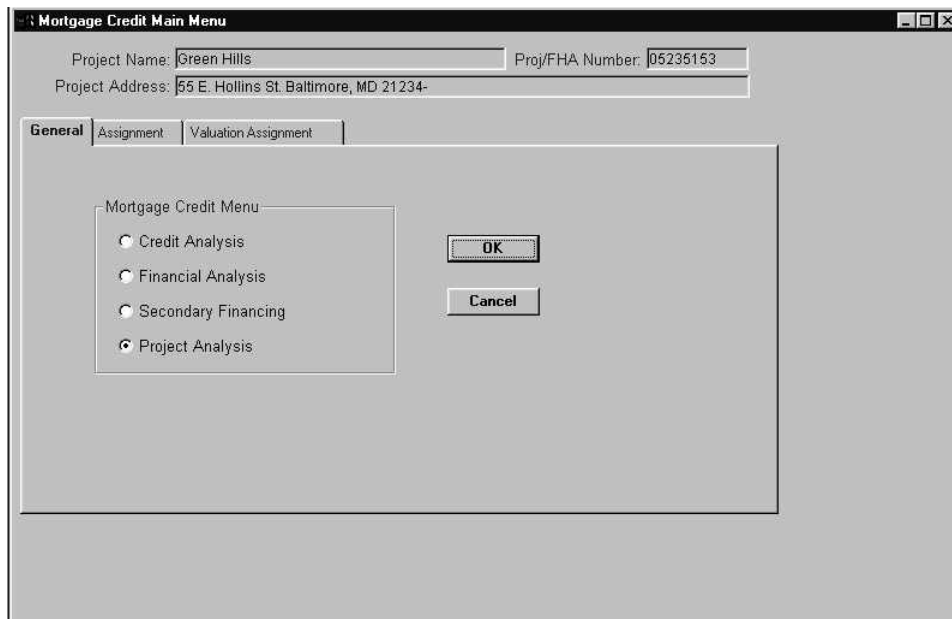 Mortgage Credit Main Menu
Project Name: Green Hills Proj/FHA Number: 05235153
Project Address: 55 E. Hollins St. Baltimore, MD 21234-
General Assignment Valuation Assignment
Mortgage Credit Menu
Credit Analysis
OK
Financial Analysis
Secondary Financing
Cancel
Project Analysis